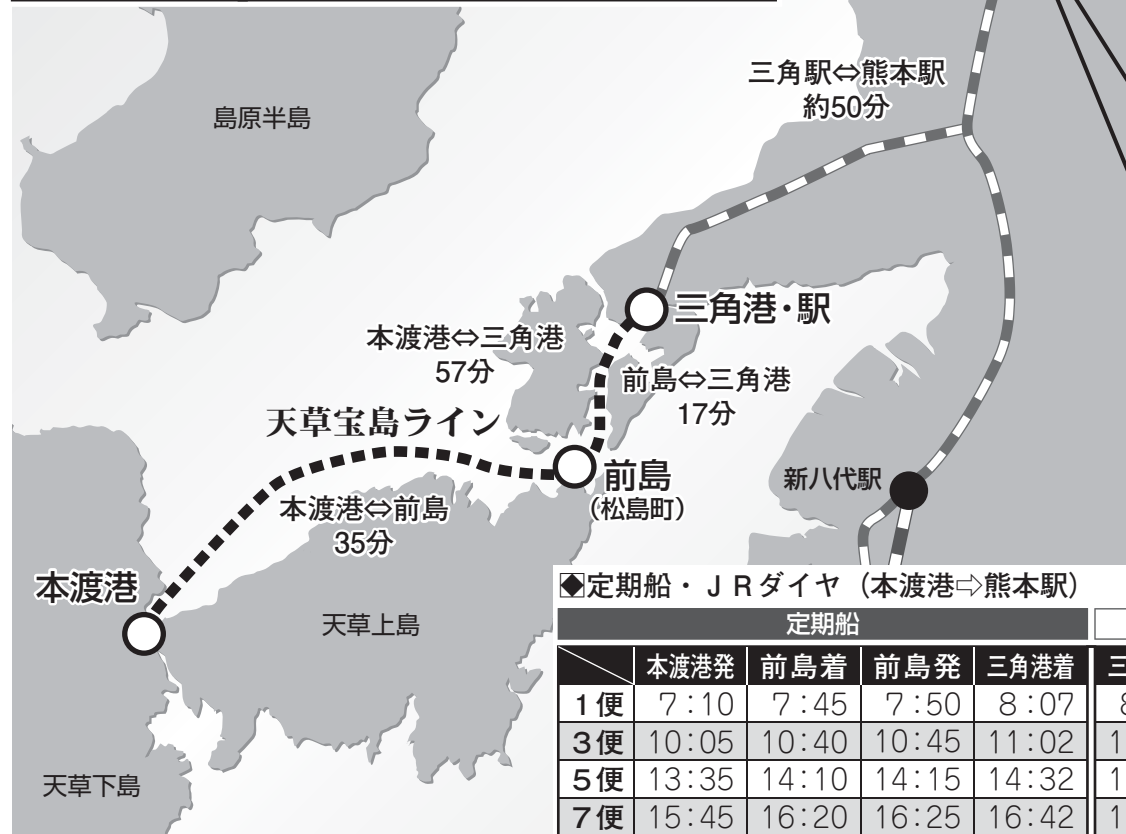 三角駅⇔熊本駅
約50分
島原半島
三角港・駅
本渡港⇔三角港
57分
前島⇔三角港
17分
天草宝島ライン
前島
(松島町)
新八代駅
本渡港⇔前島
35分
本渡港
天草上島
天草下島
◆定期船・ＪＲダイヤ（本渡港⇨熊本駅）
定期船
本渡港発 前島着 前島発 三角港着 三
1便 7:10 7:45 7:50 8:07 8
3便 10:05 10:40 10:45 11:02 1
5便 13:35 14:10 14:15 14:32 1
7便 15:45 16:20 16:25 16:42 1